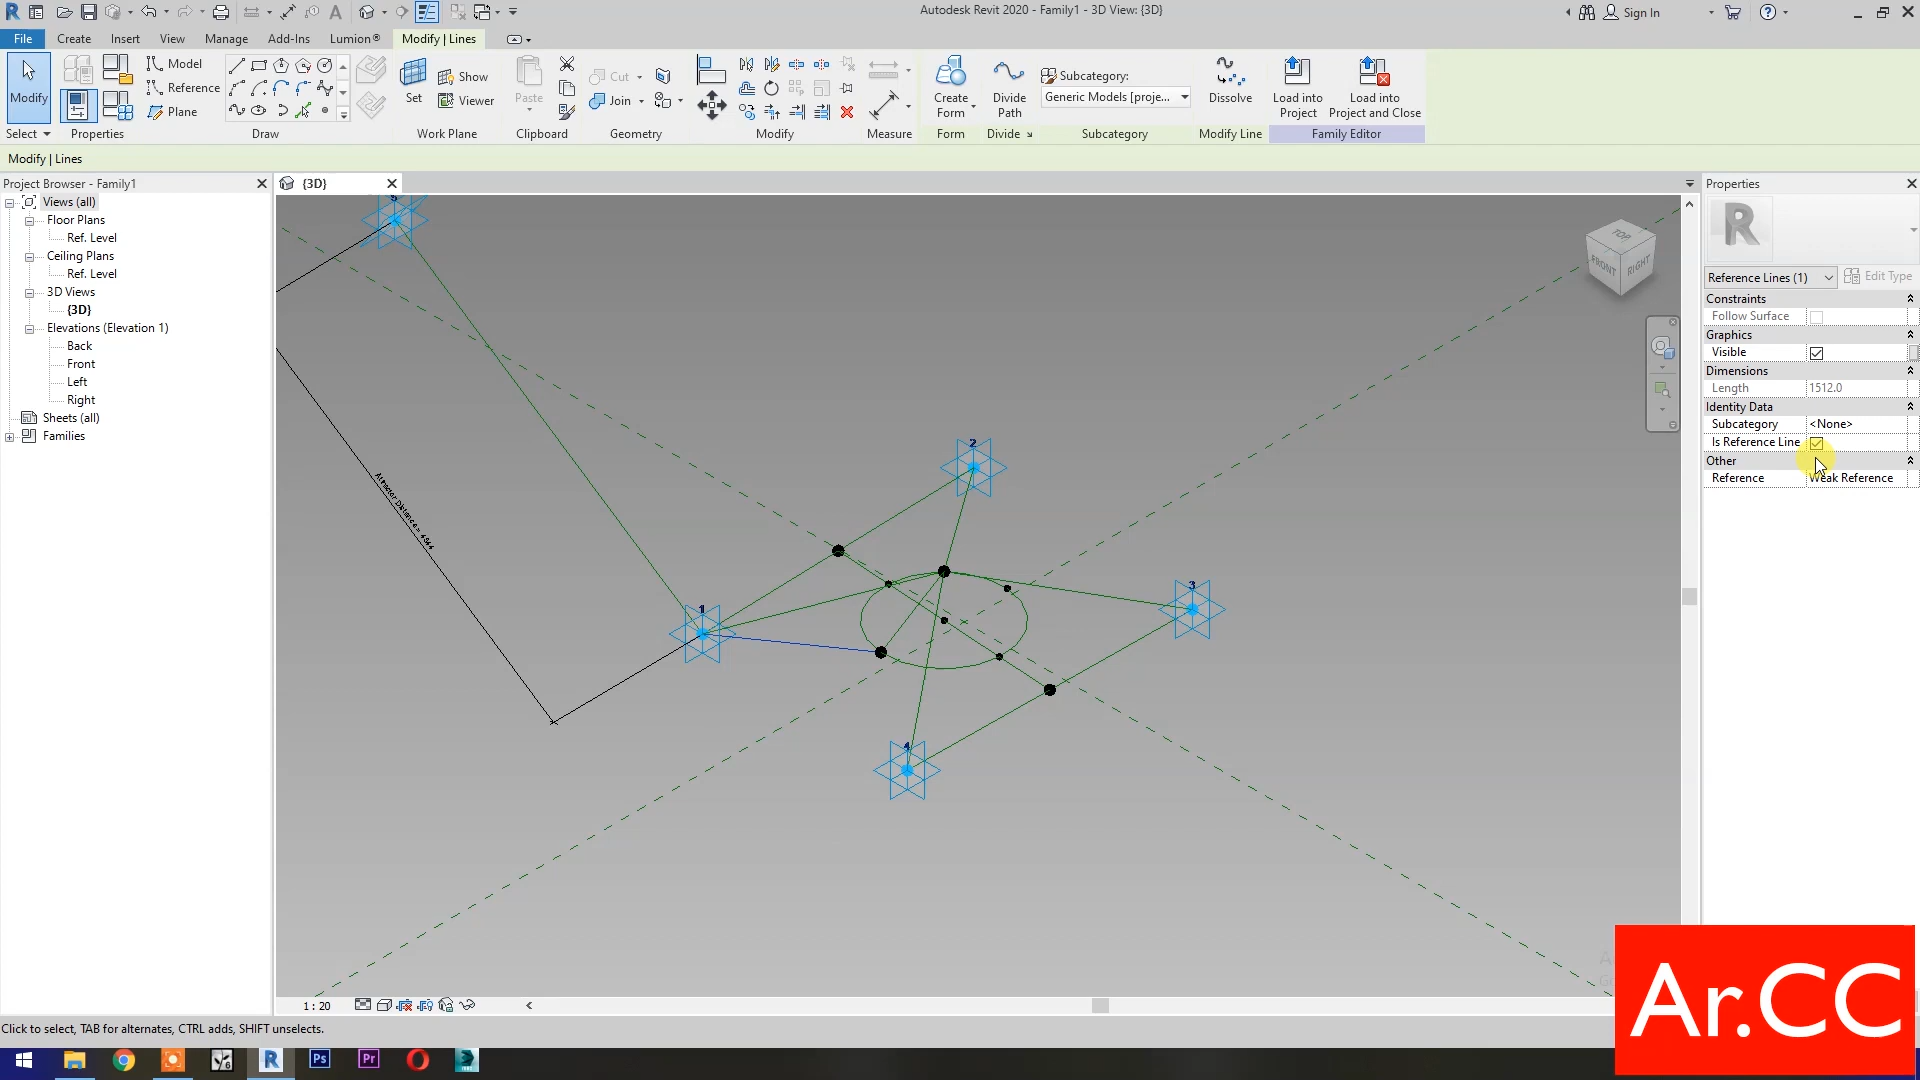 Autodesk Revit 2020 - Family1 - 3D View: {3D}
Sign In
File Create Insert View Manage Add-Ins Lumion® Modify | Lines
Modify
Model
Reference
Plane
Set
Show
Viewer
Paste
Cut
Join
Create Form
Divide Path
Subcategory:
Generic Models [proje...
Dissolve
Load into Project
Load into Project and Close
Select Properties Draw Work Plane Clipboard Geometry Modify Measure Form Divide Subcategory Modify Line Family Editor
Modify | Lines
Project Browser - Family1
Views (all)
Floor Plans
Ref. Level
Ceiling Plans
Ref. Level
3D Views
{3D}
Elevations (Elevation 1)
Back
Front
Left
Right
Sheets (all)
Families
{3D}
TOP
FRONT
RIGHT
5
2
3
1
4
Properties
R
Reference Lines (1)
Edit Type
Constraints
Follow Surface
Graphics
Visible
Dimensions
Length 1512.0
Identity Data
Subcategory <None>
Is Reference Line
Other
Reference Weak Reference
1 : 20
Click to select, TAB for alternates, CTRL adds, SHIFT unselects.
Ar.CC